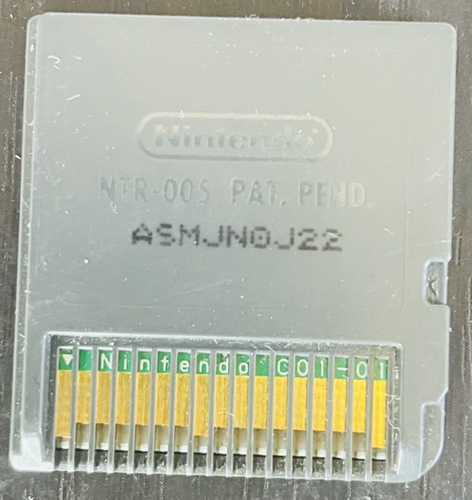 Nintendo
NTR-005 PAT. PEND.
ASMJN0J22
▼ Nintendo C01-01